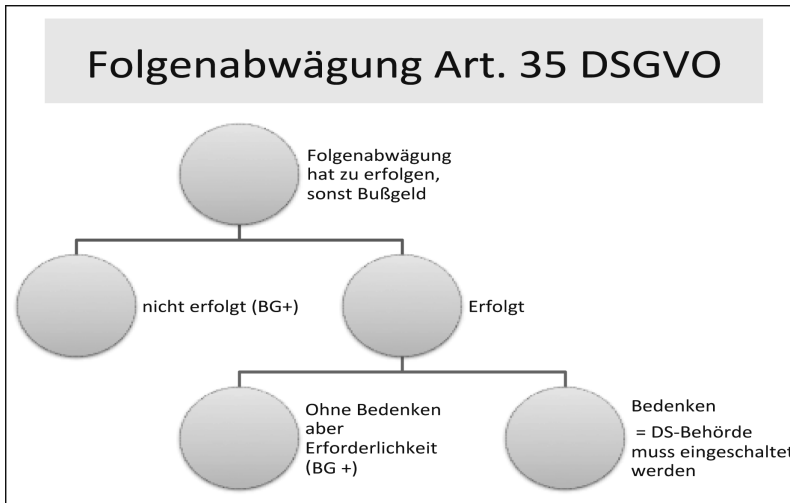 Folgenabwägung Art. 35 DSGVO
Folgenabwägung
hat zu erfolgen,
sonst Bußgeld
nicht erfolgt (BG+)
Erfolgt
Ohne Bedenken
aber
Erforderlichkeit
(BG +)
Bedenken
= DS-Behörde
muss eingeschaltet
werden